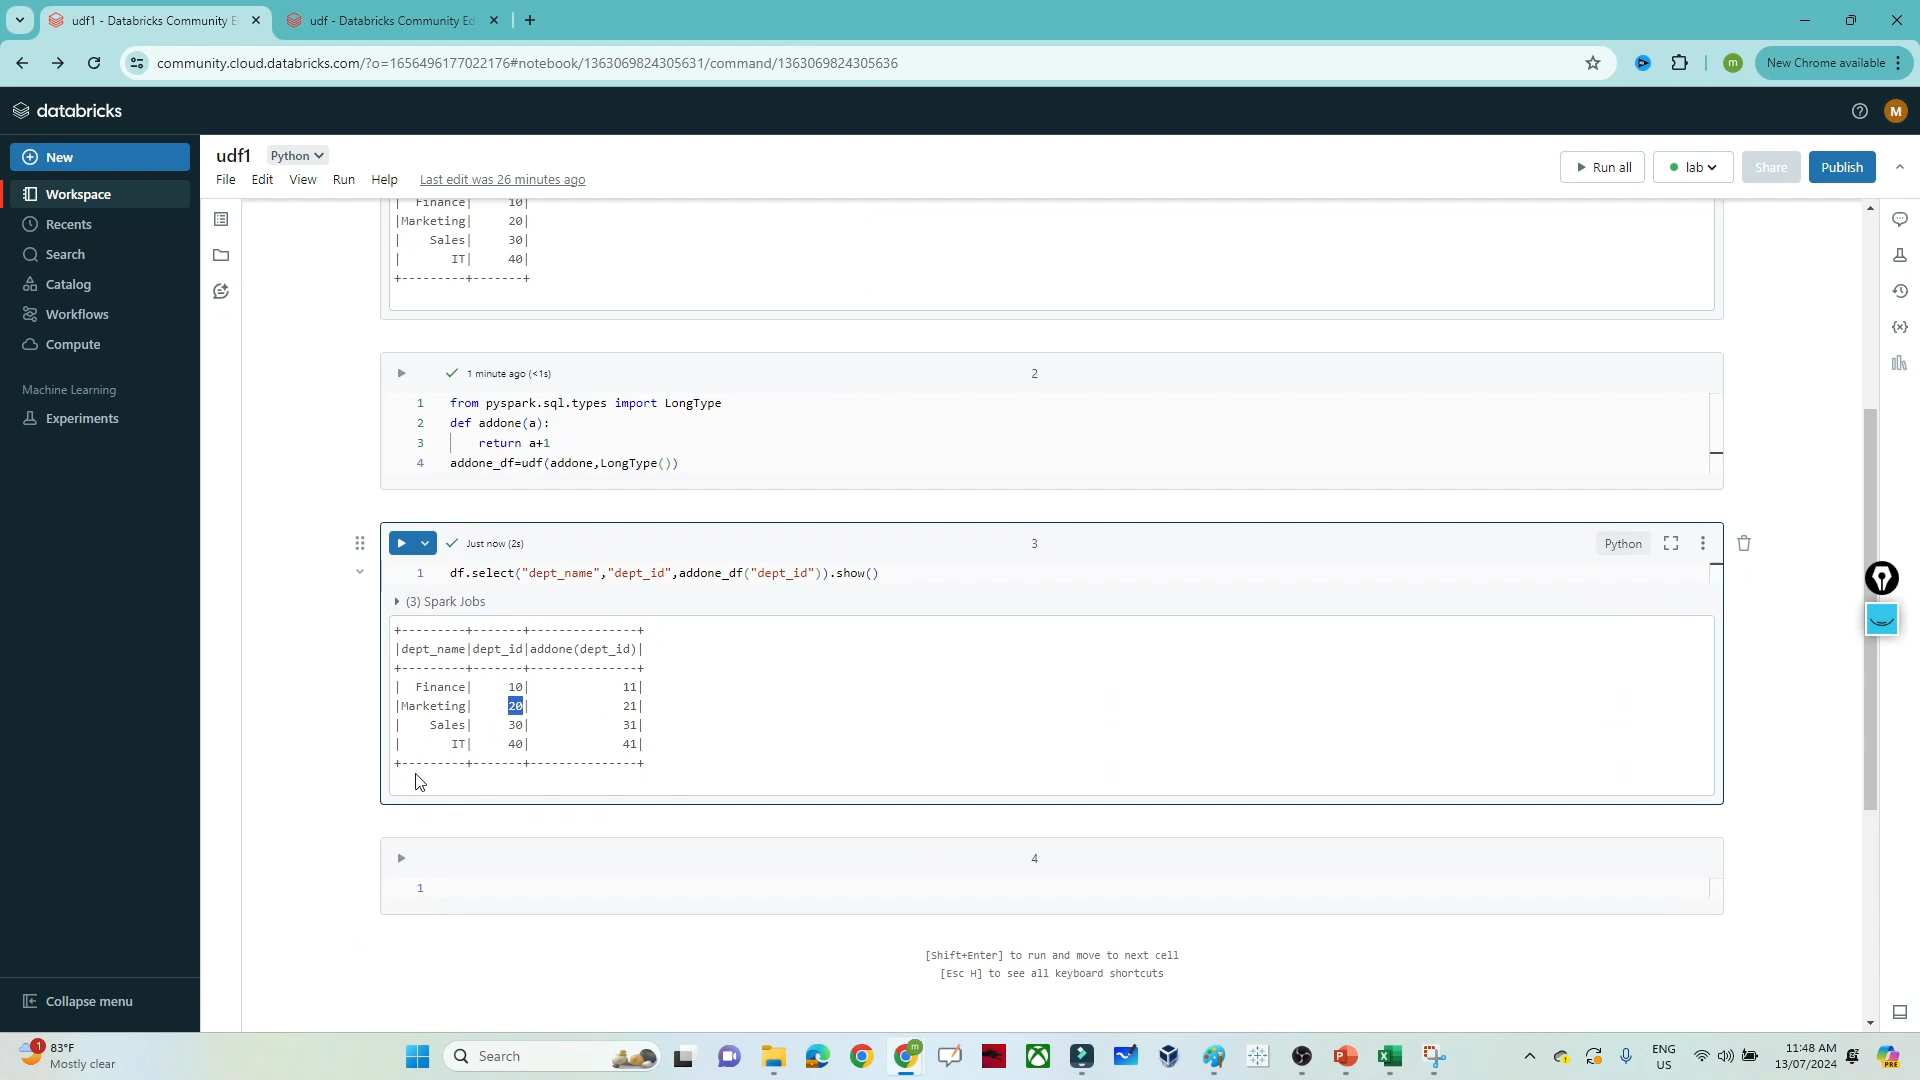 udf1 - Databricks Community E
udf - Databricks Community Ed
community.cloud.databricks.com/?o=1656496177022176#notebook/1363069824305631/command/1363069824305636
m
New Chrome available
databricks
M
New
Workspace
Recents
Search
Catalog
Workflows
Compute
Machine Learning
Experiments
Collapse menu
udf1
Python
File
Edit
View
Run
Help
Last edit was 26 minutes ago
Run all
lab
Share
Publish
| Finance| 10|
|Marketing| 20|
| Sales| 30|
| IT| 40|
+---------+-------+
1 minute ago (<1s)
2
1 from pyspark.sql.types import LongType
2 def addone(a):
3 return a+1
4 addone_df=udf(addone,LongType())
Just now (2s)
3
Python
1 df.select("dept_name","dept_id",addone_df("dept_id")).show()
(3) Spark Jobs
+---------+-------+---------------+
|dept_name|dept_id|addone(dept_id)|
+---------+-------+---------------+
| Finance| 10| 11|
|Marketing| 20| 21|
| Sales| 30| 31|
| IT| 40| 41|
+---------+-------+---------------+
4
1
[Shift+Enter] to run and move to next cell
[Esc H] to see all keyboard shortcuts
1
83°F
Mostly clear
Search
m
ENG
US
11:48 AM
13/07/2024
PRE